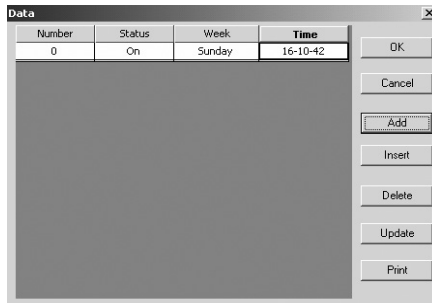 Data
Number Status Week Time
0 On Sunday 16-10-42
OK
Cancel
Add
Insert
Delete
Update
Print